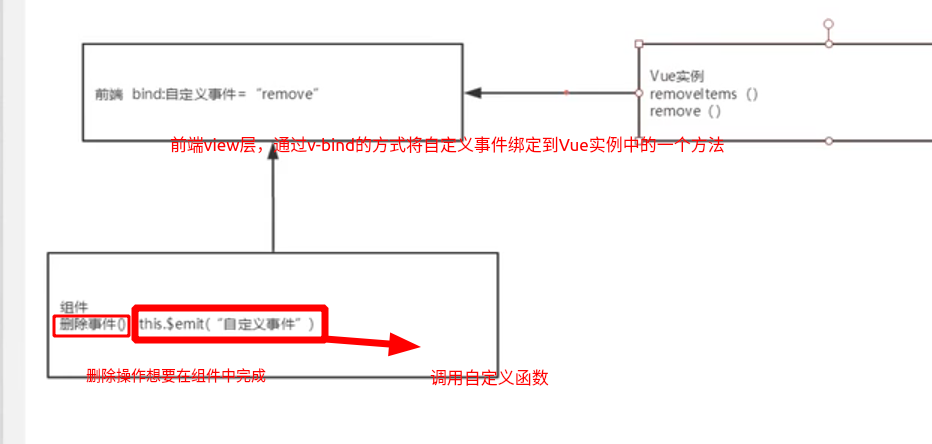 前端 bind:自定义事件=“remove”
Vue实例
removeItems（）
remove（）
前端view层，通过v-bind的方式将自定义事件绑定到Vue实例中的一个方法
组件
删除事件() this.$emit(“自定义事件”)
删除操作想要在组件中完成
调用自定义函数